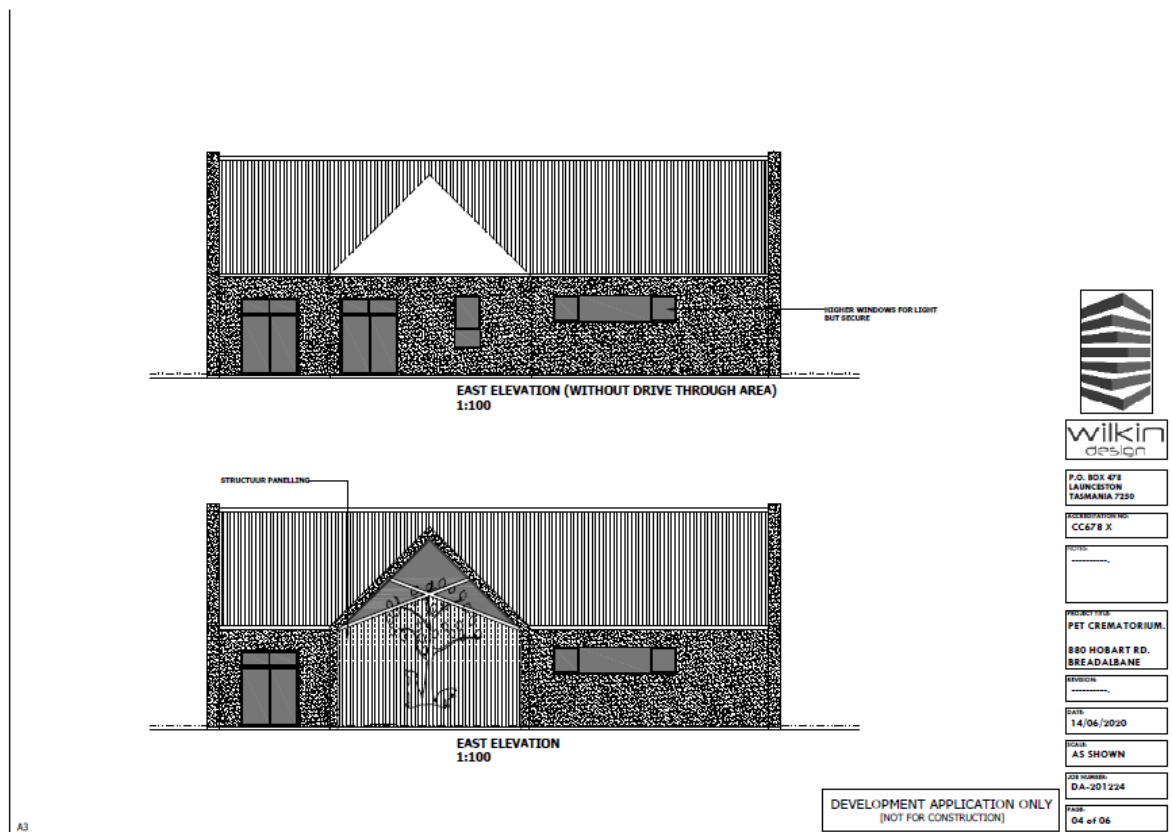 HIGHER WINDOWS FOR LIGHT
BUT SECURE
EAST ELEVATION (WITHOUT DRIVE THROUGH AREA)
1:100
STRUCTUUR PANELLING
EAST ELEVATION
1:100
wilkin
design
P.O. BOX 478
LAUNCESTON
TASMANIA 7250
ACCREDITATION NO:
CC678 X
NOTES:
----------.
PROJECT TITLE:
PET CREMATORIUM.
880 HOBART RD.
BREADALBANE
REVISION:
----------.
DATE:
14/06/2020
SCALE:
AS SHOWN
JOB NUMBER:
DA-201224
PAGE:
04 of 06
DEVELOPMENT APPLICATION ONLY
[NOT FOR CONSTRUCTION]
A3